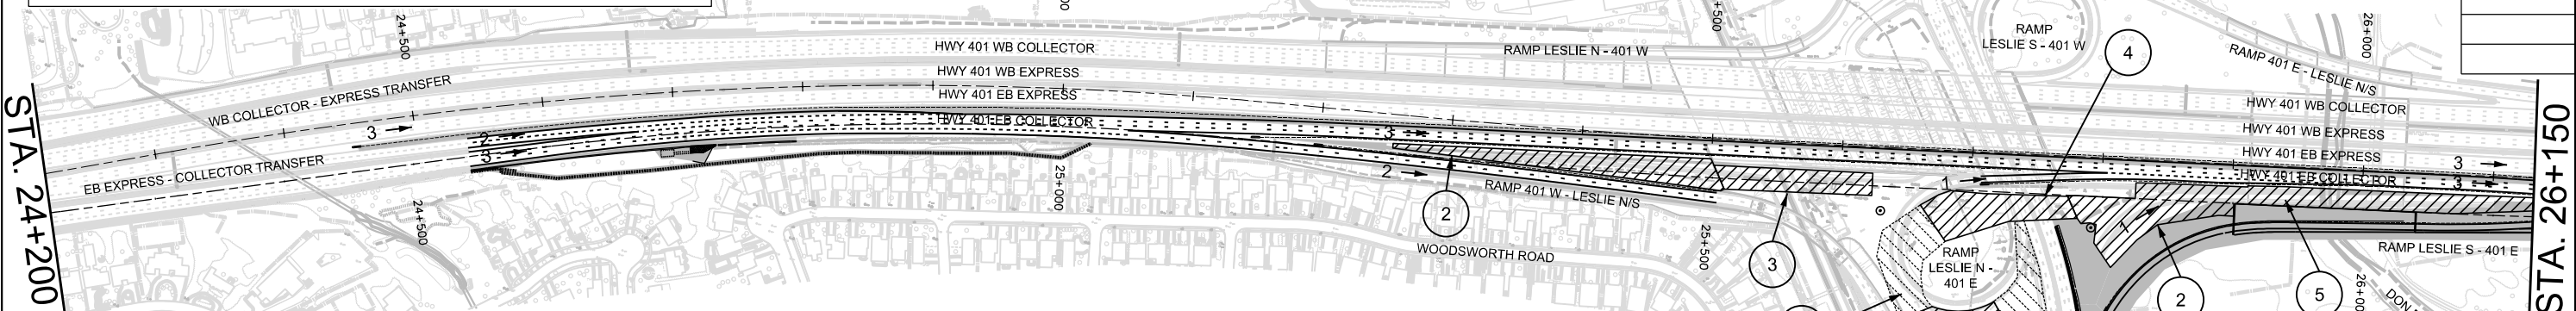 STA. 24+200
24+500
HWY 401 WB COLLECTOR
RAMP LESLIE N - 401 W
+500
RAMP
LESLIE S - 401 W
4
26+000
RAMP 401 E - LESLIE N/S
WB COLLECTOR - EXPRESS TRANSFER
HWY 401 WB EXPRESS
HWY 401 EB EXPRESS
HWY 401 EB COLLECTOR
HWY 401 WB COLLECTOR
HWY 401 WB EXPRESS
HWY 401 EB EXPRESS
HWY 401 EB COLLECTOR
3
2
3
3
2
1
3
3
EB EXPRESS - COLLECTOR TRANSFER
24+500
25+000
2
RAMP 401 W - LESLIE N/S
WOODSWORTH ROAD
25+500
3
RAMP
LESLIE N -
401 E
1
2
5
RAMP LESLIE S - 401 E
26+00
DON
STA. 26+150